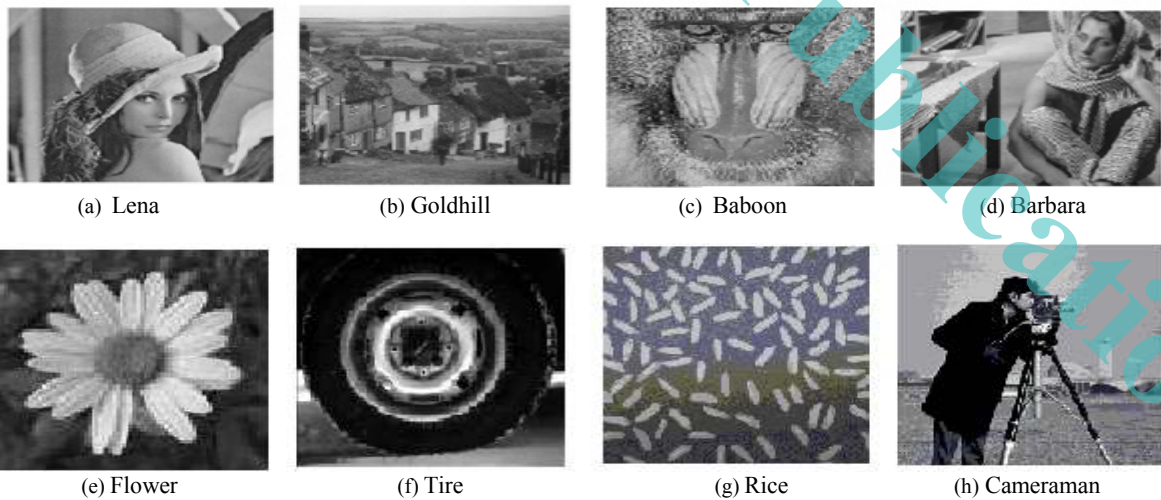 (a) Lena
(b) Goldhill
(c) Baboon
(d) Barbara
(e) Flower
(f) Tire
(g) Rice
(h) Cameraman